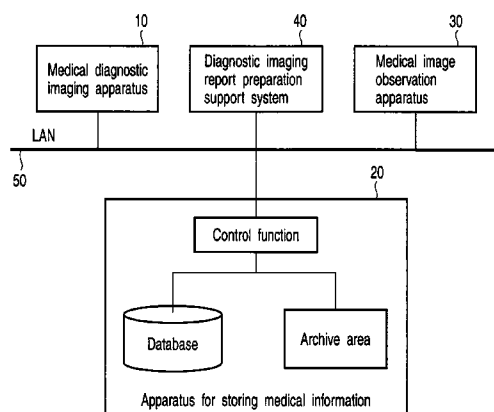 10
40
30
Medical diagnostic
imaging apparatus
Diagnostic imaging
report preparation
support system
Medical image
observation
apparatus
LAN
50
20
Control function
Database
Archive area
Apparatus for storing medical information